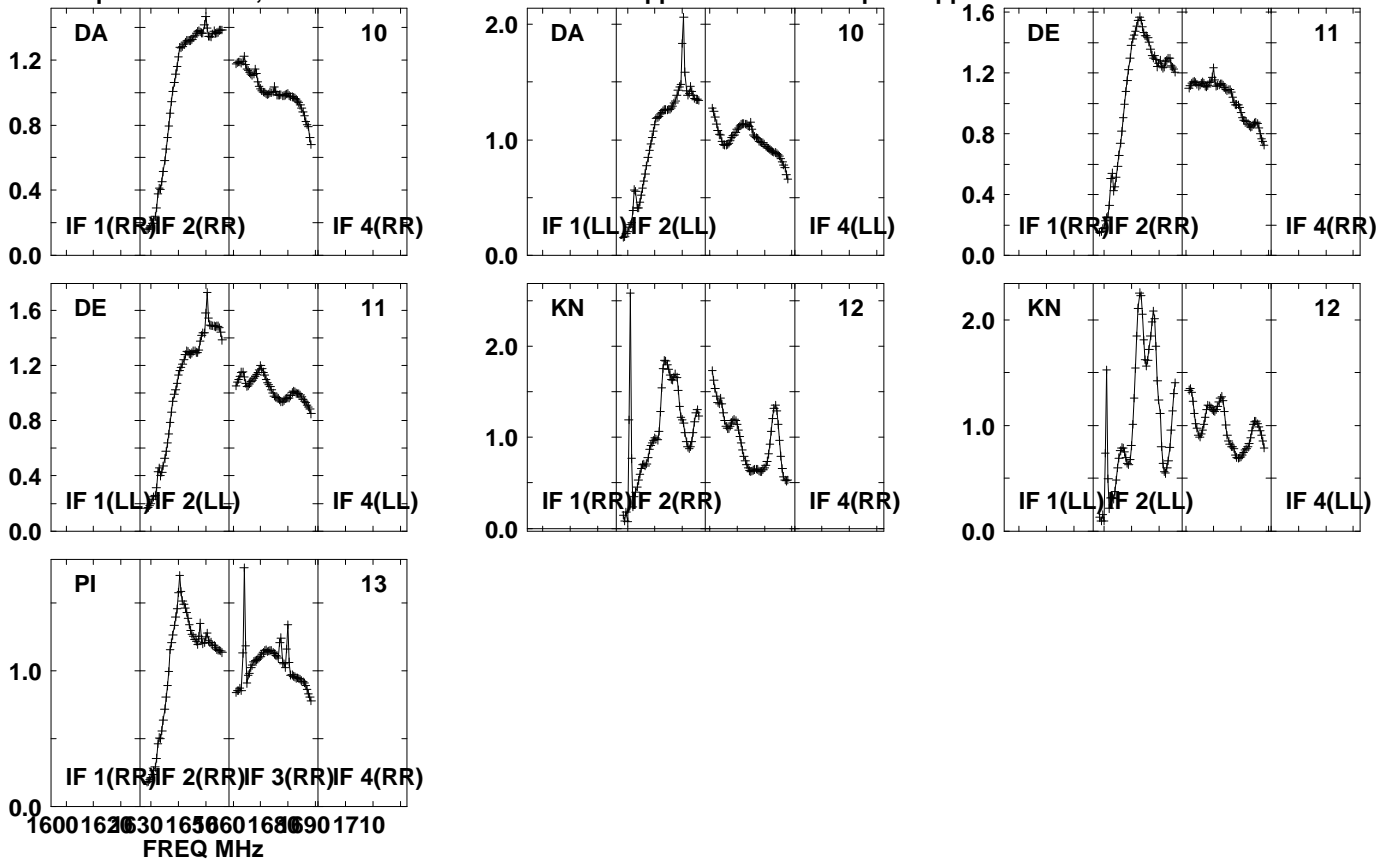 DA 10
1.2
0.8
0.4
0.0
IF 1(RR) IF 2(RR) IF 4(RR)
DA 10
2.0
1.0
0.0
IF 1(LL) IF 2(LL) IF 4(LL)
DE 11
1.6
1.2
0.8
0.4
0.0
IF 1(RR) IF 2(RR) IF 4(RR)
DE 11
1.6
1.2
0.8
0.4
0.0
IF 1(LL) IF 2(LL) IF 4(LL)
KN 12
2.0
1.0
0.0
IF 1(RR) IF 2(RR) IF 4(RR)
KN 12
2.0
1.0
0.0
IF 1(LL) IF 2(LL) IF 4(LL)
PI 13
1.0
0.0
IF 1(RR) IF 2(RR) IF 3(RR) IF 4(RR)
1600 1620 1630 1650 1660 1680 1690 1710
FREQ MHz